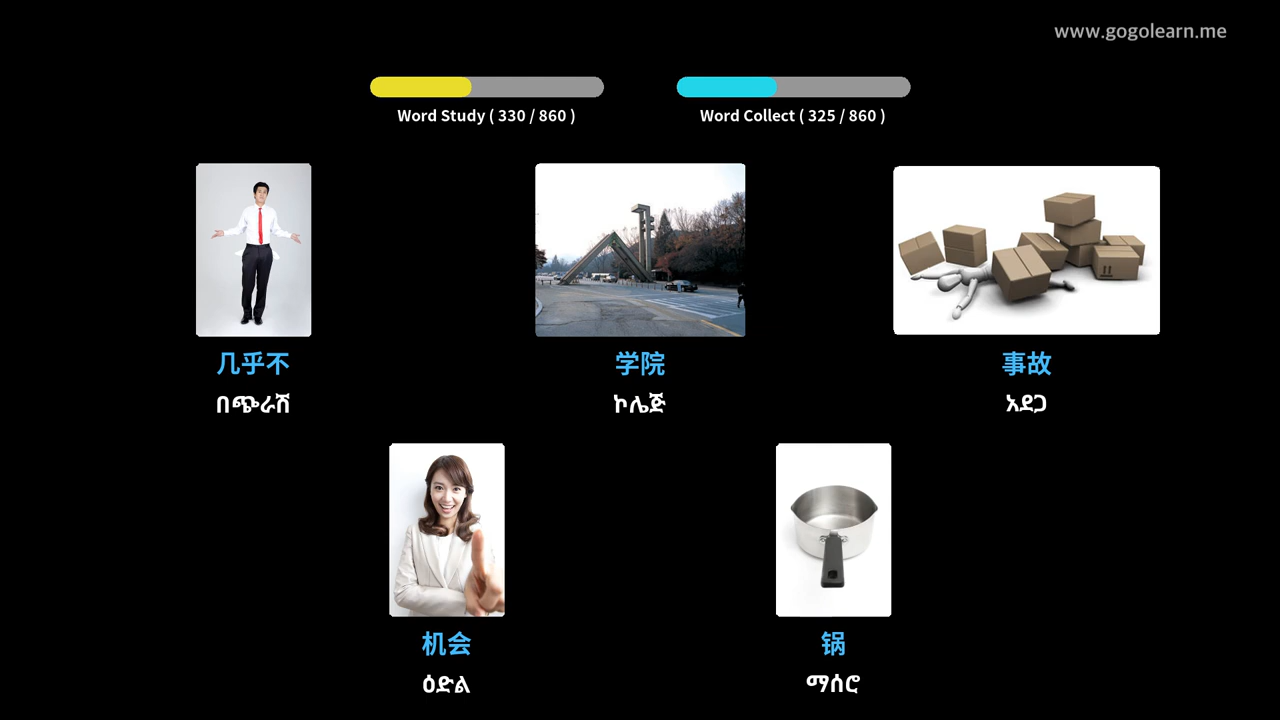 www.gogolearn.me
Word Study ( 330 / 860 )
Word Collect ( 325 / 860 )
几乎不
በጭራሽ
学院
ኮሌጅ
事故
አደጋ
机会
ዕድል
锅
ማሰሮ